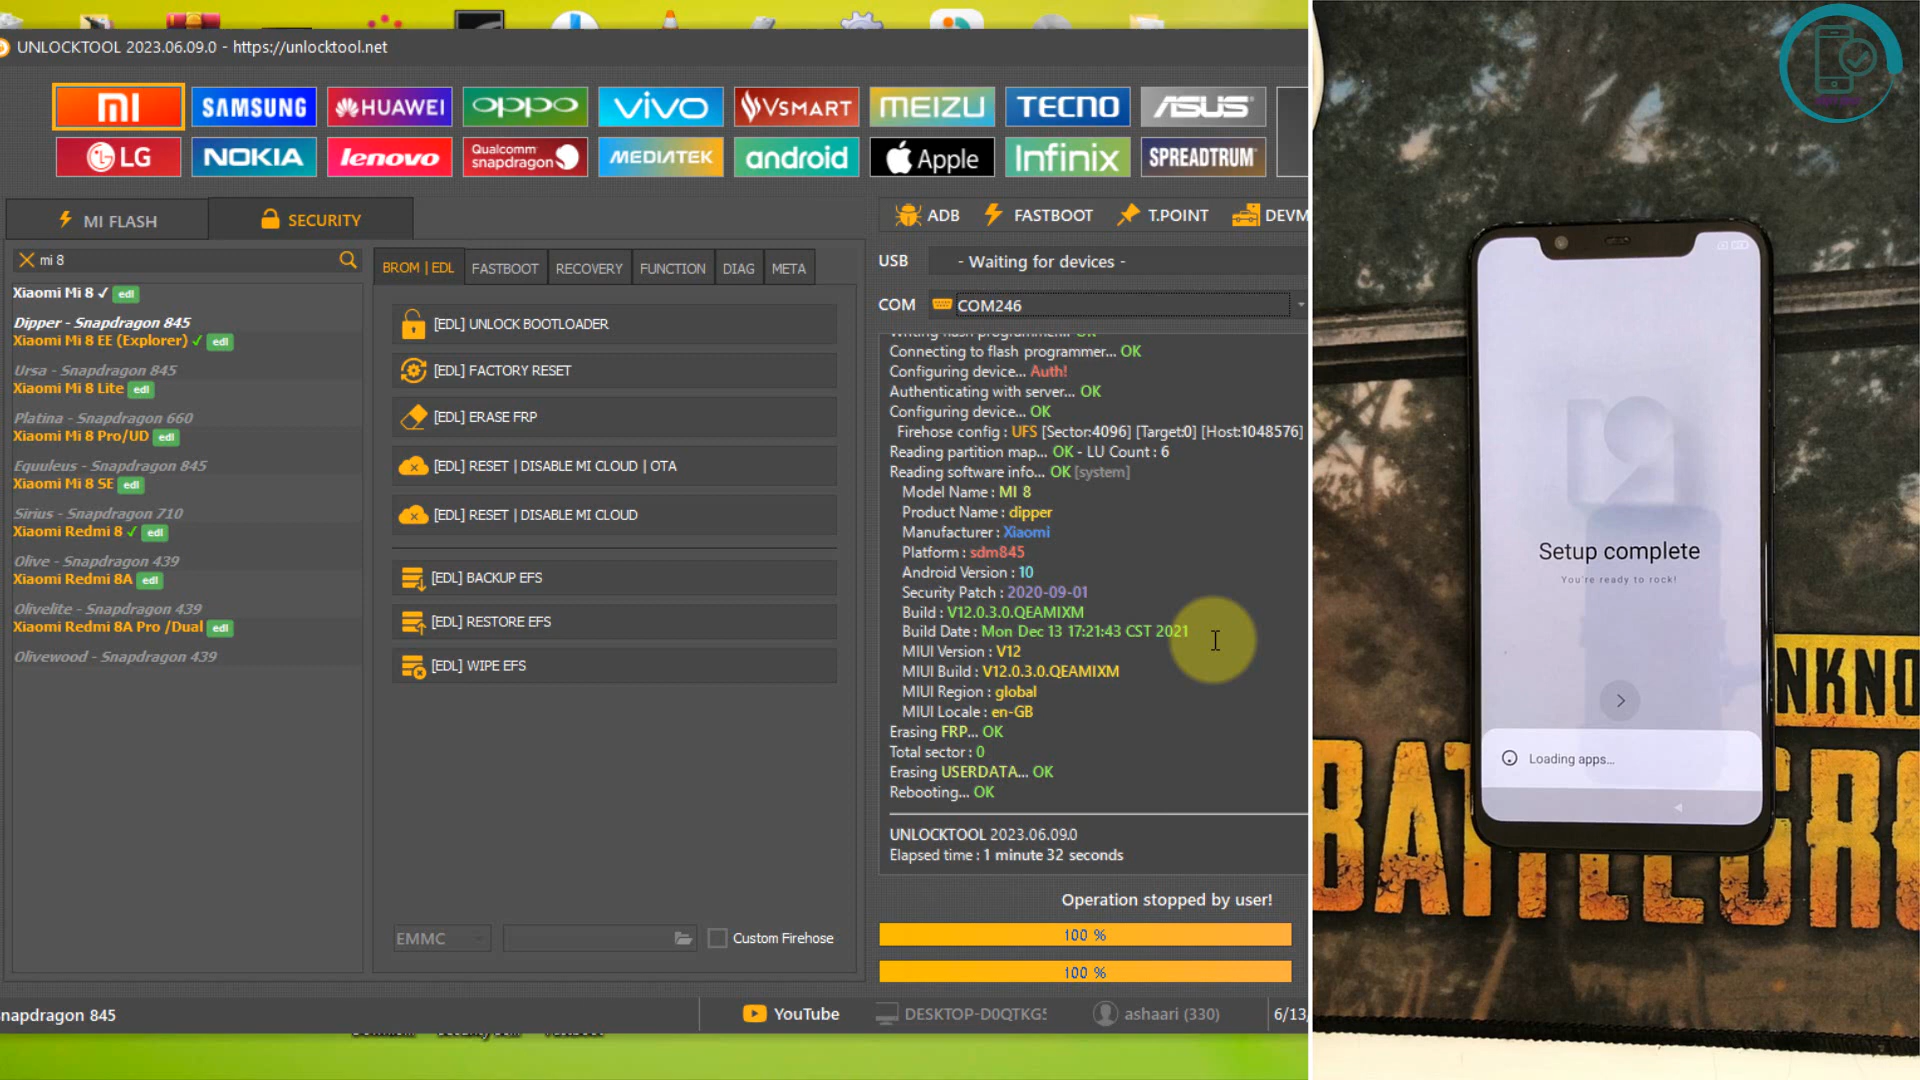 UNLOCKTOOL 2023.06.09.0 - https://unlocktool.net
MI SAMSUNG HUAWEI oppo vivo VSMART MEIZU TECNO ASUS
LG NOKIA lenovo Qualcomm snapdragon MEDIATEK android Apple Infinix SPREADTRUM
MI FLASH
SECURITY
mi 8
Xiaomi Mi 8 ✓ edl
Dipper - Snapdragon 845
Xiaomi Mi 8 EE (Explorer) ✓ edl
Ursa - Snapdragon 845
Xiaomi Mi 8 Lite edl
Platina - Snapdragon 660
Xiaomi Mi 8 Pro/UD edl
Equuleus - Snapdragon 845
Xiaomi Mi 8 SE edl
Sirius - Snapdragon 710
Xiaomi Redmi 8 ✓ edl
Olive - Snapdragon 439
Xiaomi Redmi 8A edl
Olivelite - Snapdragon 439
Xiaomi Redmi 8A Pro /Dual edl
Olivewood - Snapdragon 439
BROM | EDL FASTBOOT RECOVERY FUNCTION DIAG META
[EDL] UNLOCK BOOTLOADER
[EDL] FACTORY RESET
[EDL] ERASE FRP
[EDL] RESET | DISABLE MI CLOUD | OTA
[EDL] RESET | DISABLE MI CLOUD
[EDL] BACKUP EFS
[EDL] RESTORE EFS
[EDL] WIPE EFS
EMMC
Custom Firehose
ADB FASTBOOT T.POINT DEVM
USB - Waiting for devices -
COM COM246
Writing flash programmer... OK
Connecting to flash programmer... OK
Configuring device... Auth!
Authenticating with server... OK
Configuring device... OK
Firehose config : UFS [Sector:4096] [Target:0] [Host:1048576]
Reading partition map... OK - LU Count : 6
Reading software info... OK [system]
Model Name : MI 8
Product Name : dipper
Manufacturer : Xiaomi
Platform : sdm845
Android Version : 10
Security Patch : 2020-09-01
Build : V12.0.3.0.QEAMIXM
Build Date : Mon Dec 13 17:21:43 CST 2021
MIUI Version : V12
MIUI Build : V12.0.3.0.QEAMIXM
MIUI Region : global
MIUI Locale : en-GB
Erasing FRP... OK
Total sector : 0
Erasing USERDATA... OK
Rebooting... OK
UNLOCKTOOL 2023.06.09.0
Elapsed time : 1 minute 32 seconds
Operation stopped by user!
100 %
100 %
napdragon 845
YouTube
DESKTOP-D0QTKG
ashaari (330)
6/13/
Setup complete
You're ready to rock!
Loading apps...
NKNO
BATTLEGR